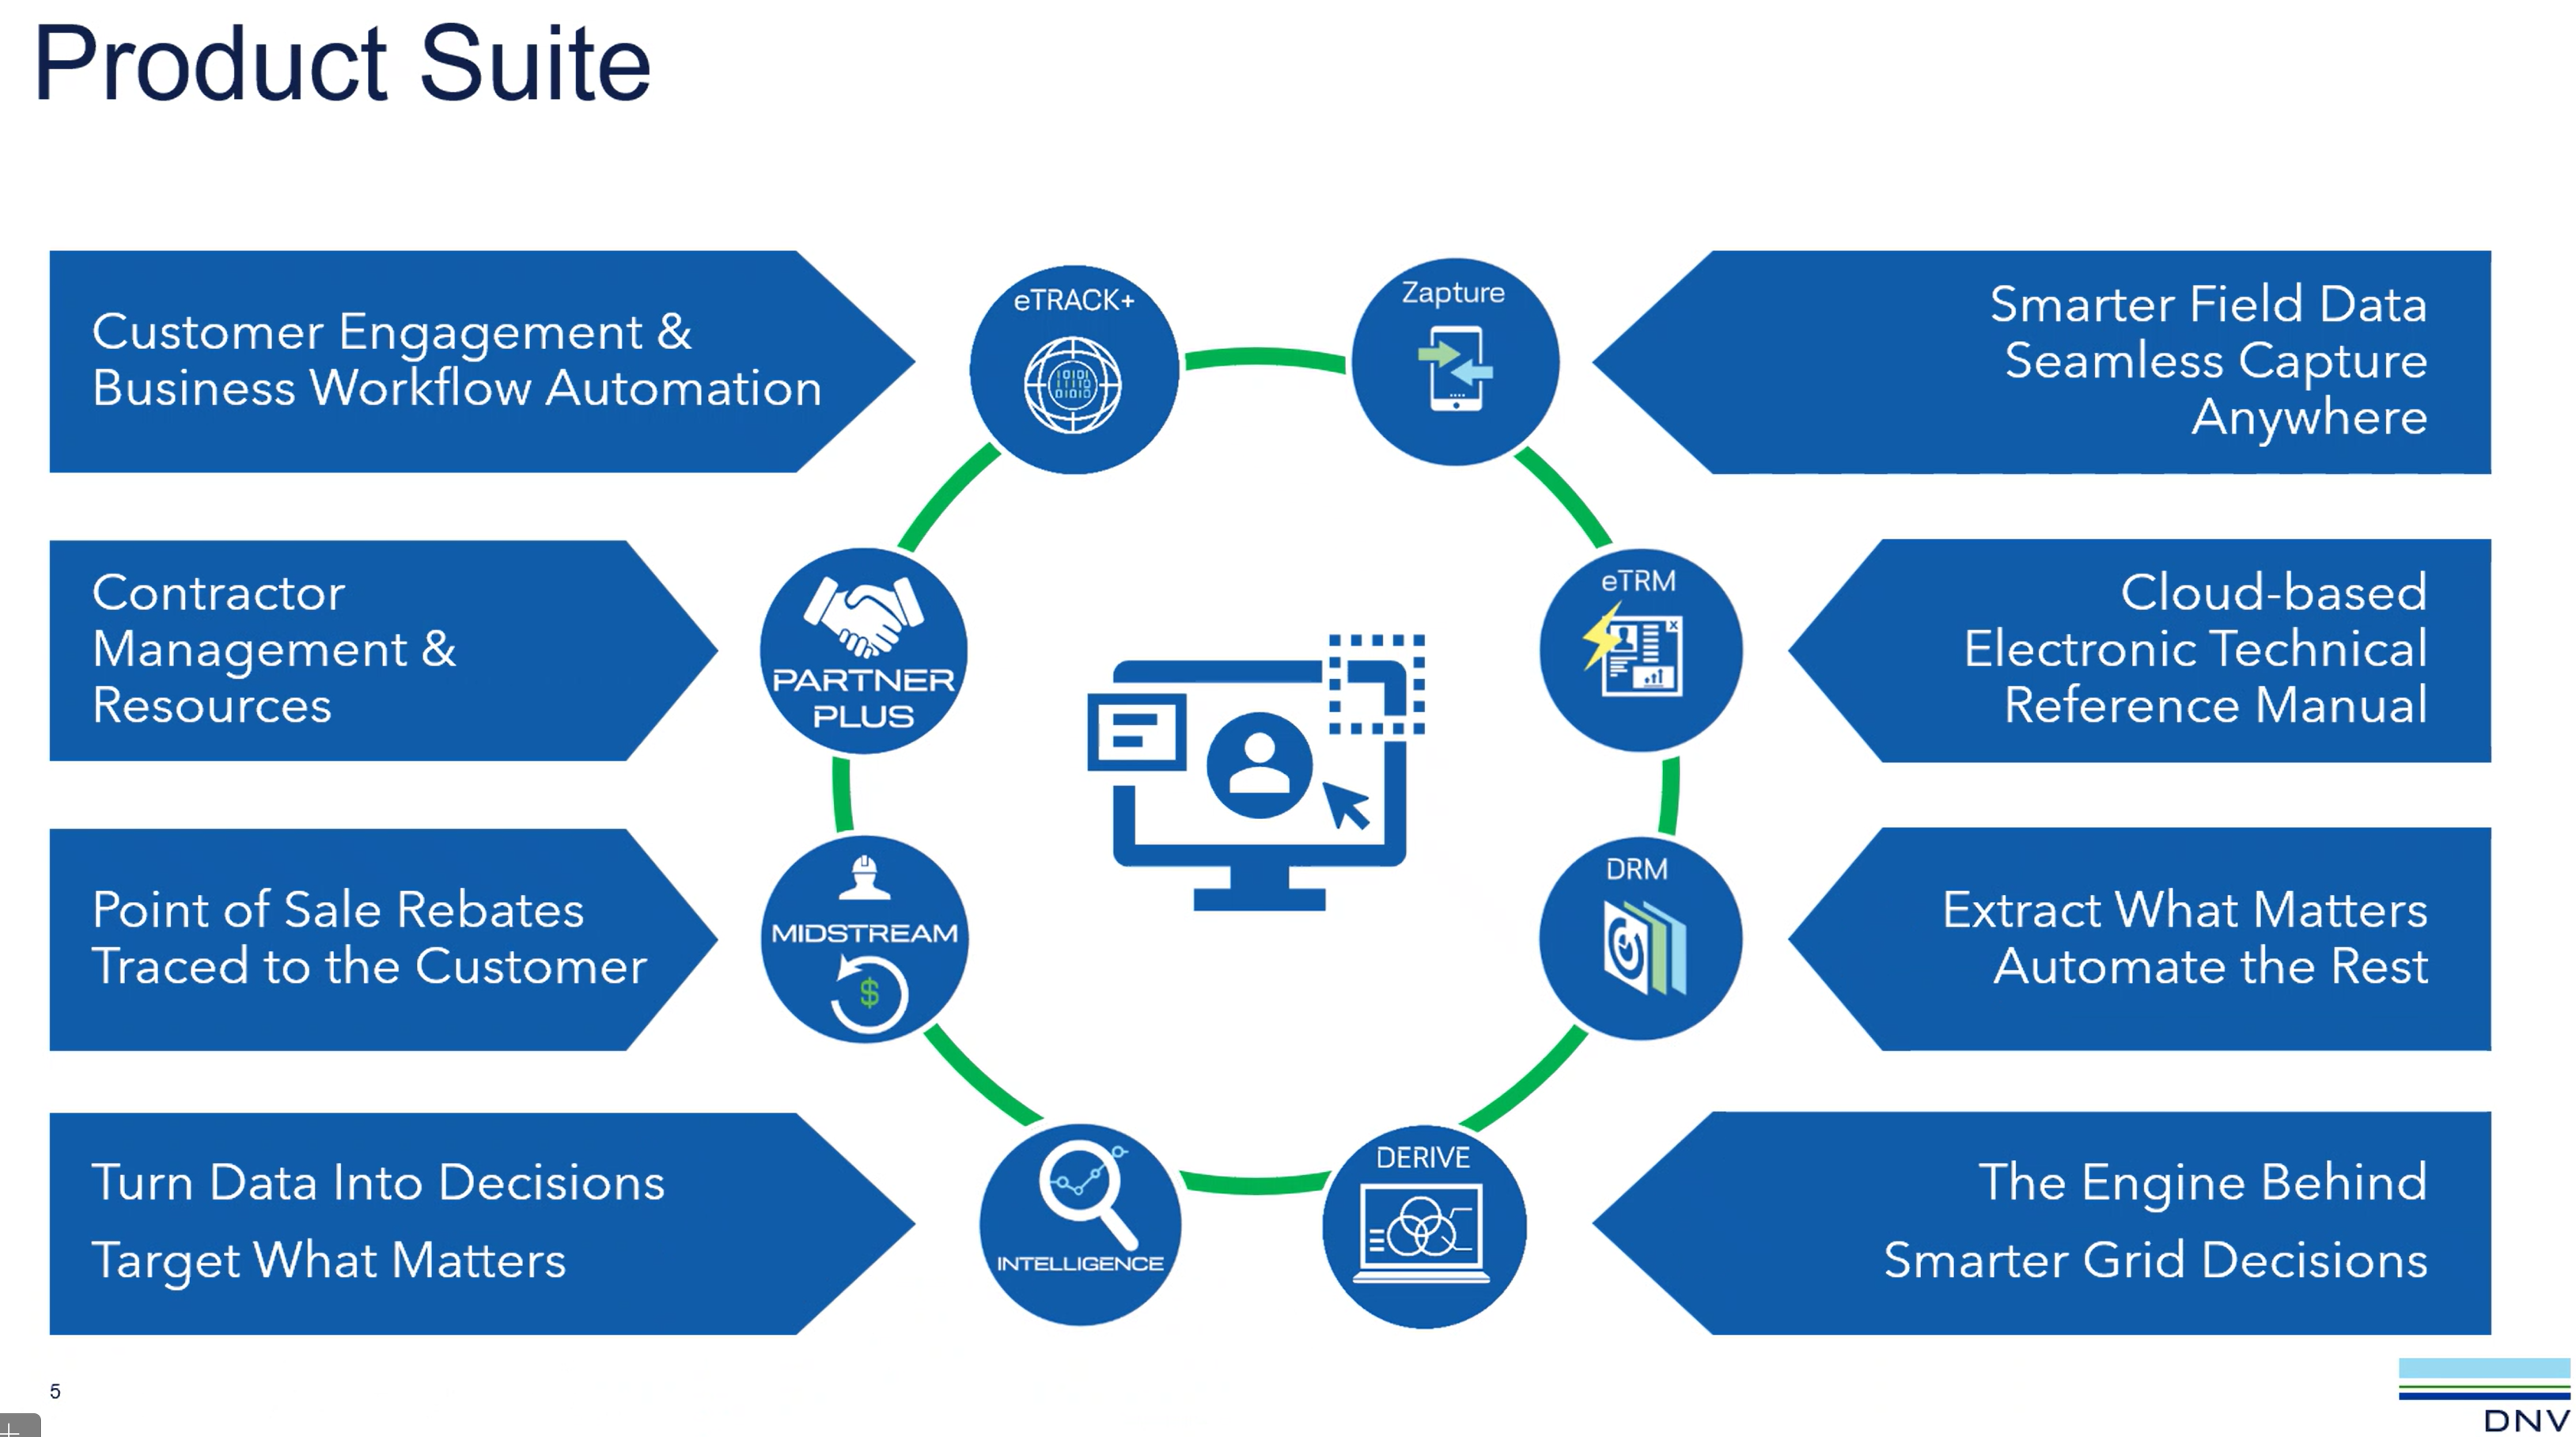 Product Suite
Customer Engagement &
Business Workflow Automation
eTRACK+
10101
11110
01010
Zapture
Smarter Field Data
Seamless Capture
Anywhere
Contractor
Management &
Resources
PARTNER
PLUS
eTRM
X
Cloud-based
Electronic Technical
Reference Manual
Point of Sale Rebates
Traced to the Customer
MIDSTREAM
$
DRM
Extract What Matters
Automate the Rest
Turn Data Into Decisions
Target What Matters
INTELLIGENCE
DERIVE
The Engine Behind
Smarter Grid Decisions
5
DNV